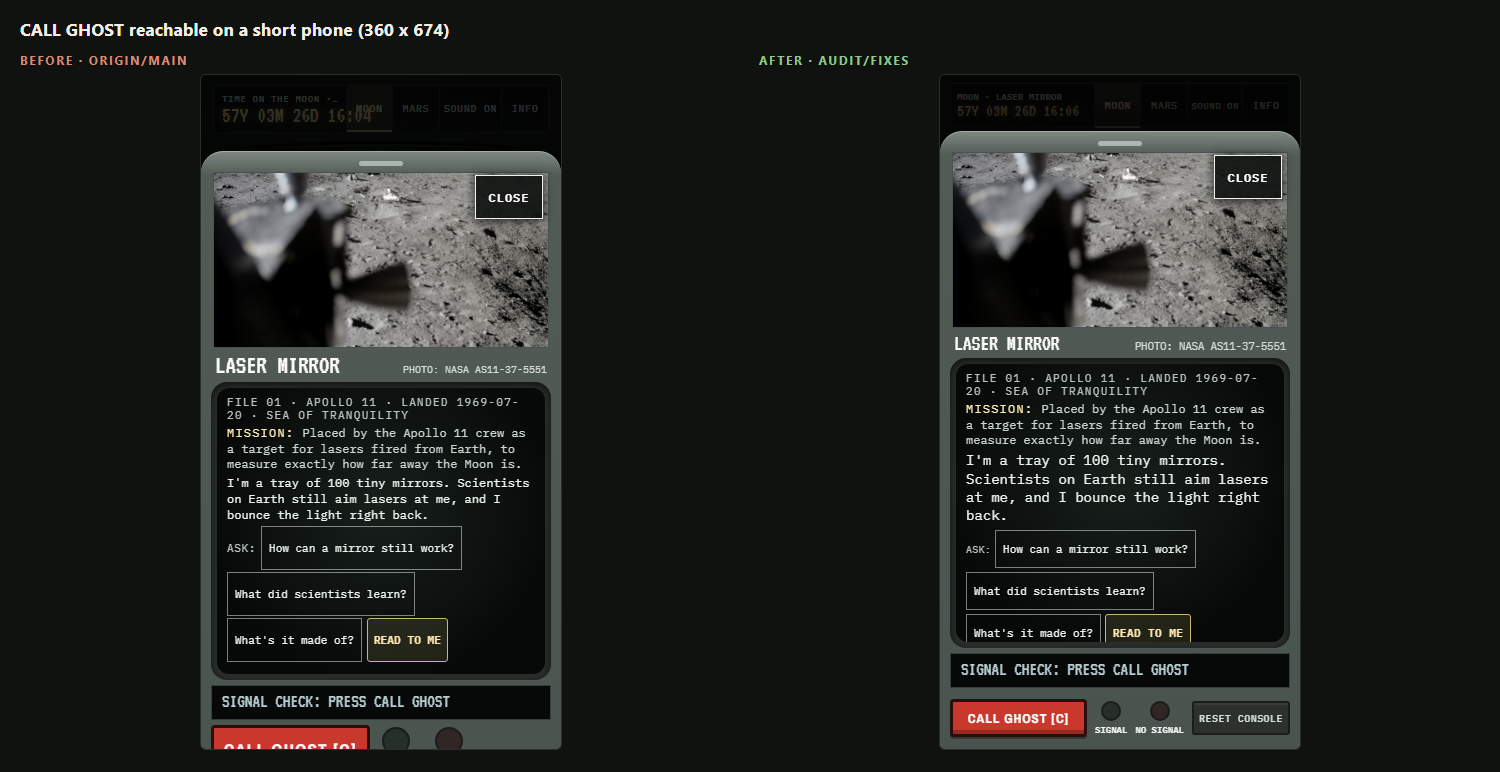 CALL GHOST reachable on a short phone (360 x 674)
BEFORE · ORIGIN/MAIN
TIME ON THE MOON ·…
57Y 03M 26D 16:04
MOON
MARS
SOUND ON
INFO
CLOSE
LASER MIRROR
PHOTO: NASA AS11-37-5551
FILE 01 · APOLLO 11 · LANDED 1969-07-
20 · SEA OF TRANQUILITY
MISSION: Placed by the Apollo 11 crew as
a target for lasers fired from Earth, to
measure exactly how far away the Moon is.
I'm a tray of 100 tiny mirrors. Scientists
on Earth still aim lasers at me, and I
bounce the light right back.
ASK: How can a mirror still work?
What did scientists learn?
What's it made of? READ TO ME
SIGNAL CHECK: PRESS CALL GHOST
CALL GHOST [C]
AFTER · AUDIT/FIXES
MOON · LASER MIRROR
57Y 03M 26D 16:06
MOON
MARS
SOUND ON
INFO
CLOSE
LASER MIRROR
PHOTO: NASA AS11-37-5551
FILE 01 · APOLLO 11 · LANDED 1969-07-
20 · SEA OF TRANQUILITY
MISSION: Placed by the Apollo 11 crew as
a target for lasers fired from Earth, to
measure exactly how far away the Moon is.
I'm a tray of 100 tiny mirrors.
Scientists on Earth still aim lasers
at me, and I bounce the light right
back.
ASK: How can a mirror still work?
What did scientists learn?
What's it made of? READ TO ME
SIGNAL CHECK: PRESS CALL GHOST
CALL GHOST [C]
SIGNAL
NO SIGNAL
RESET CONSOLE